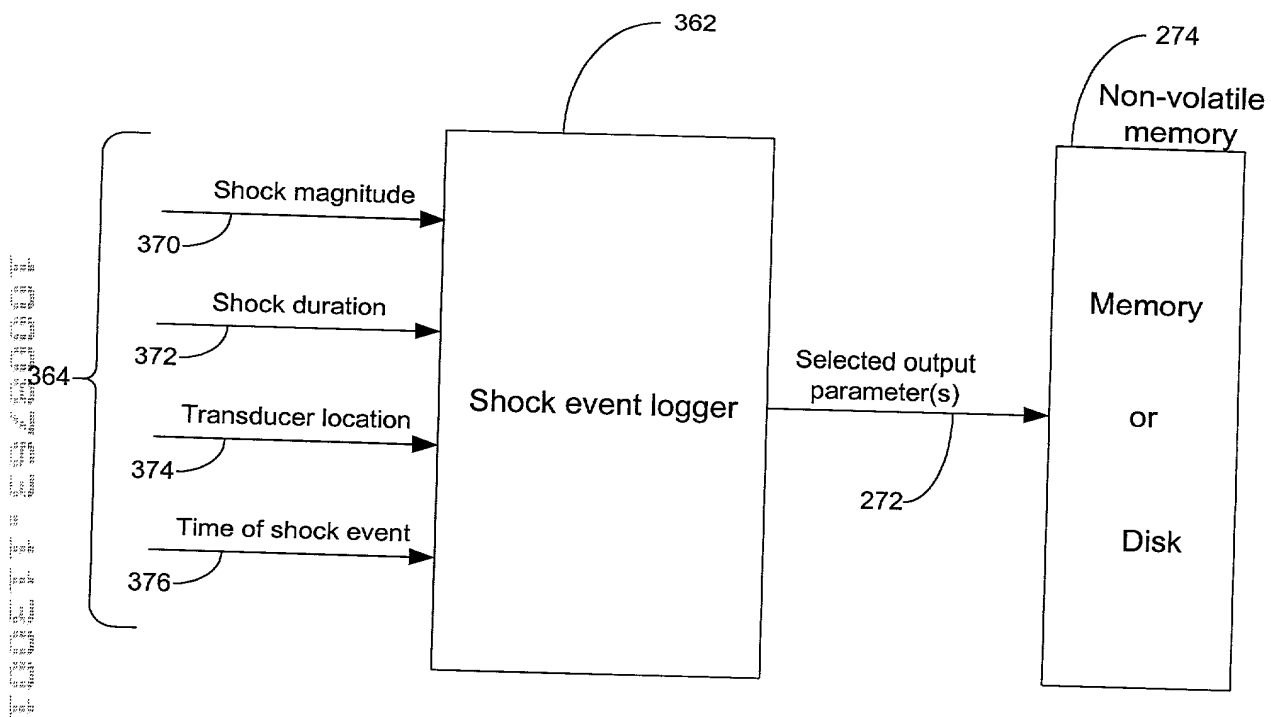 362
274
Non-volatile
memory
Shock magnitude
370
Shock duration
372
364
Transducer location
374
Time of shock event
376
Shock event logger
Selected output
parameter(s)
272
Memory
or
Disk